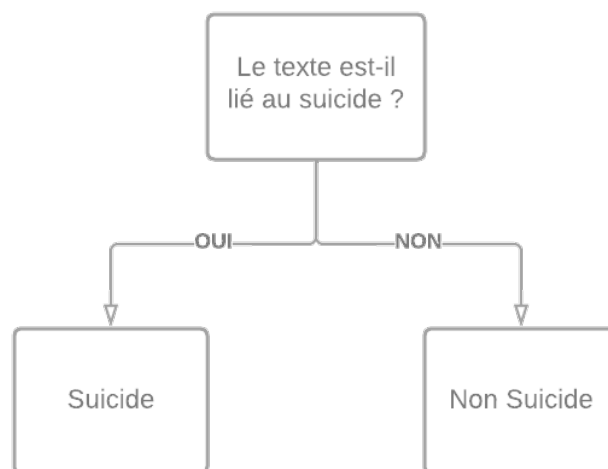 Le texte est-il
lié au suicide ?
OUI
NON
Suicide
Non Suicide